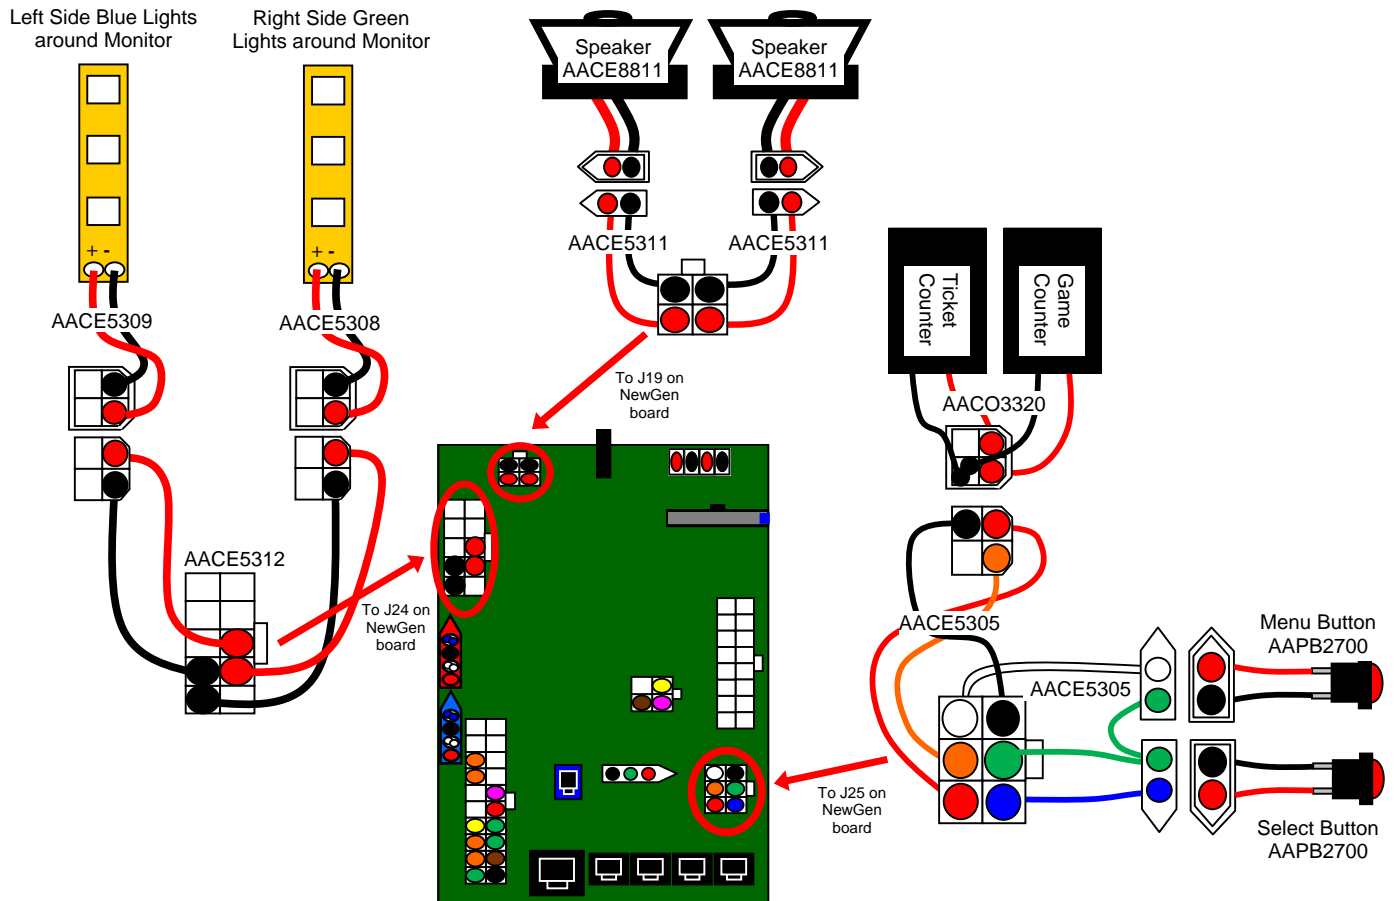 Left Side Blue Lights
around Monitor
Right Side Green
Lights around Monitor
Speaker
AACE8811
Speaker
AACE8811
+ -
+ -
AACE5309
AACE5308
AACE5311
AACE5311
Ticket
Counter
Game
Counter
To J19 on
NewGen
board
AACO3320
AACE5312
To J24 on
NewGen
board
AACE5305
AACE5305
Menu Button
AAPB2700
To J25 on
NewGen
board
Select Button
AAPB2700